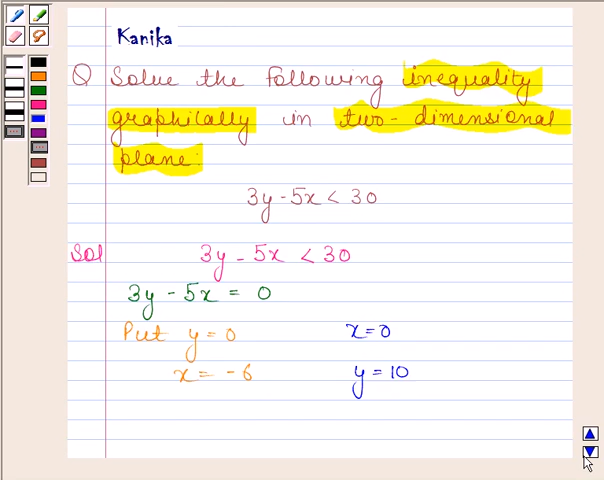 Kanika
Q Solve the following inequality
graphilally in two-dimensional
plane:
3y-5x < 30
Sol 3y - 5x < 30
3y - 5x = 0
Put y = 0 x=0
x = -6 y = 10